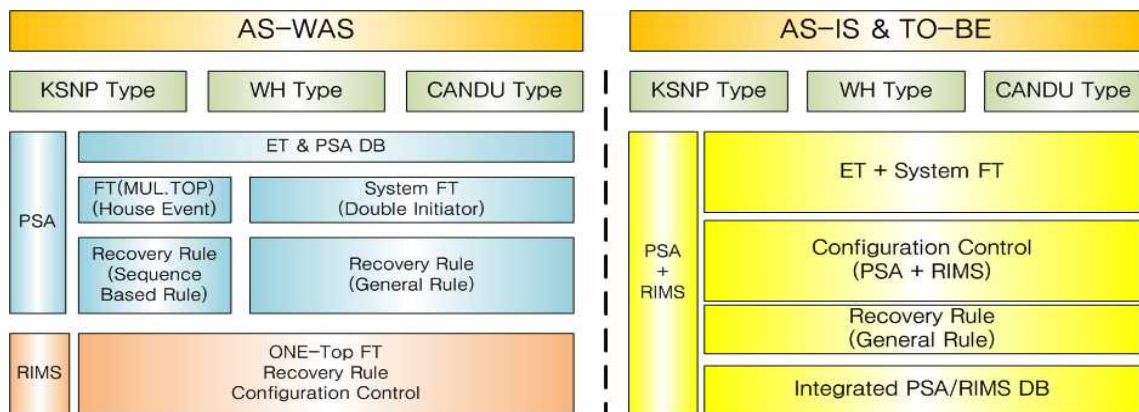 AS-WAS
KSNP Type
WH Type
CANDU Type
PSA
ET & PSA DB
FT(MUL.TOP)
(House Event)
System FT
(Double Initiator)
Recovery Rule
(Sequence
Based Rule)
Recovery Rule
(General Rule)
RIMS
ONE-Top FT
Recovery Rule
Configuration Control
AS-IS & TO-BE
KSNP Type
WH Type
CANDU Type
PSA
+
RIMS
ET + System FT
Configuration Control
(PSA + RIMS)
Recovery Rule
(General Rule)
Integrated PSA/RIMS DB